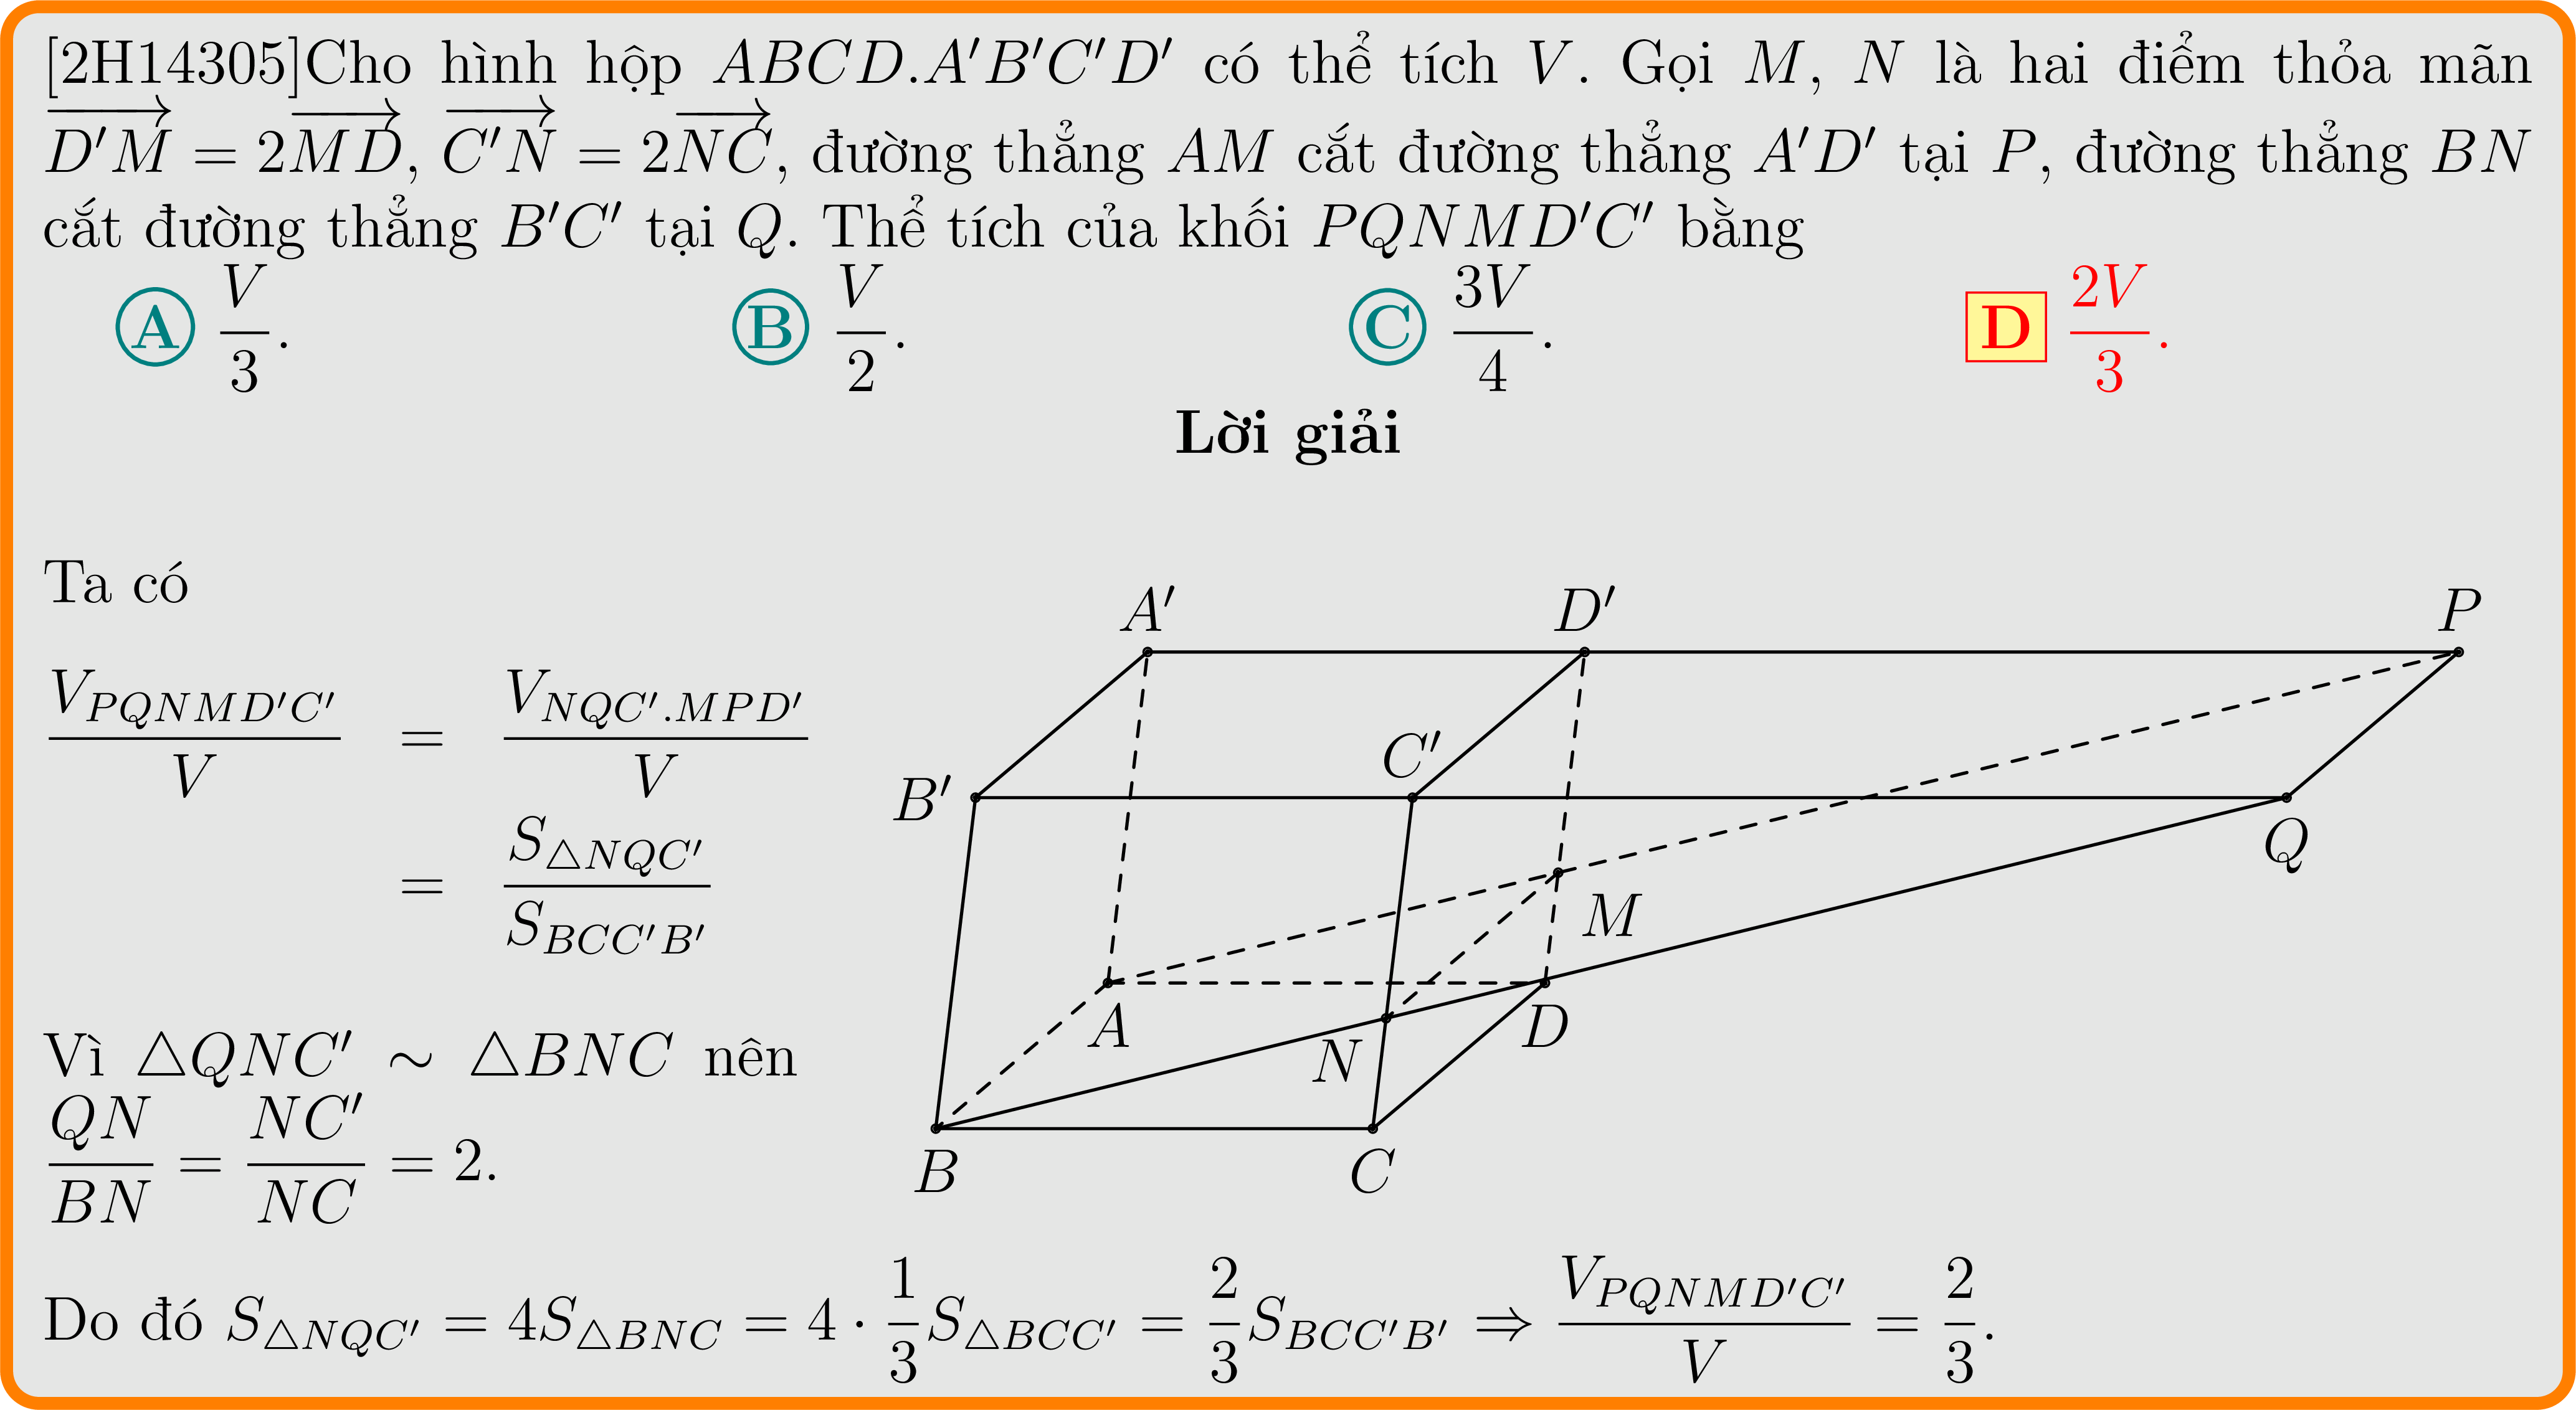 [2H14305]Cho hình hộp ABCD.A′B′C′D′ có thể tích V. Gọi M, N là hai điểm thỏa mãn
$\overrightarrow{D'M} = 2\overrightarrow{MD}$, $\overrightarrow{C'N} = 2\overrightarrow{NC}$, đường thẳng AM cắt đường thẳng A′D′ tại P, đường thẳng BN
cắt đường thẳng B′C′ tại Q. Thể tích của khối PQNMD′C′ bằng
A $\frac{V}{3}$. B $\frac{V}{2}$. C $\frac{3V}{4}$. D $\frac{2V}{3}$.
Lời giải
Ta có
$\frac{V_{PQNMD'C'}}{V} = \frac{V_{NQC'.MPD'}}{V}$
$= \frac{S_{\triangle NQC'}}{S_{BCC'B'}}$
Vì △QNC′ ∼ △BNC nên
$\frac{QN}{BN} = \frac{NC'}{NC} = 2$.
Do đó $S_{\triangle NQC'} = 4S_{\triangle BNC} = 4 \cdot \frac{1}{3}S_{\triangle BCC'} = \frac{2}{3}S_{BCC'B'} \Rightarrow \frac{V_{PQNMD'C'}}{V} = \frac{2}{3}$.
A′ D′ P
C′
B′
Q
M
A D
N
B C